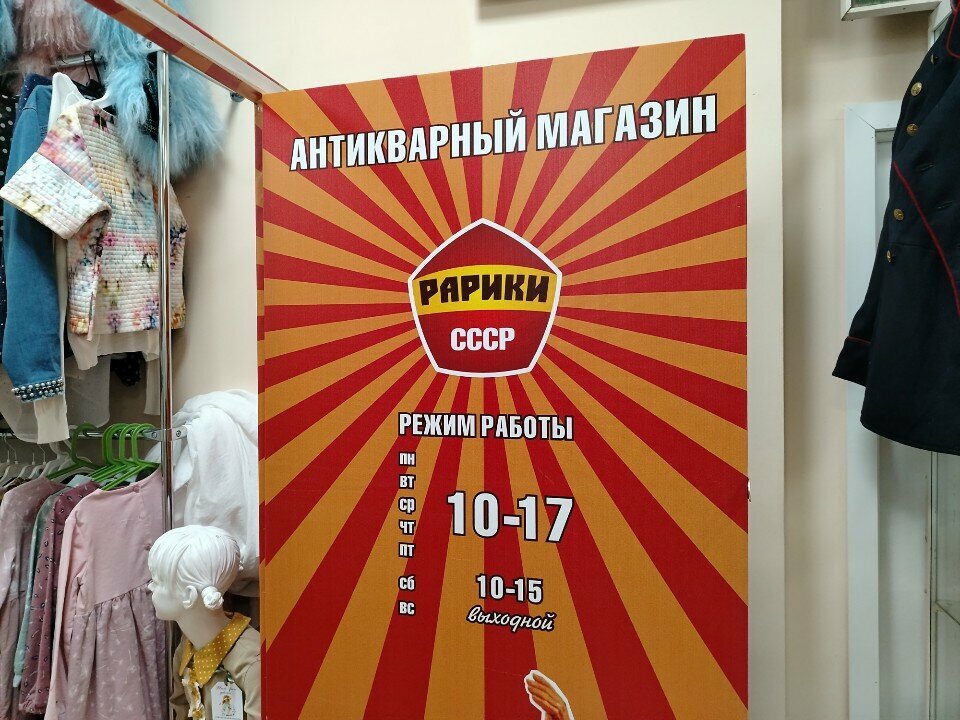 АНТИКВАРНЫЙ МАГАЗИН
РАРИКИ
СССР
РЕЖИМ РАБОТЫ
пн
вт
ср 10-17
чт
пт
сб 10-15
вс выходной